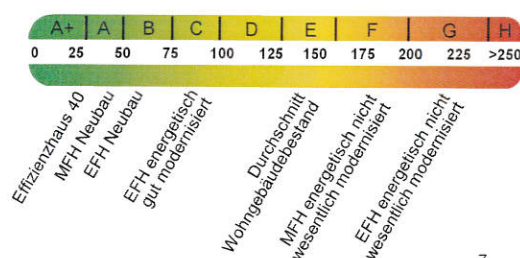 A+ A B C D E F G H
0 25 50 75 100 125 150 175 200 225 >250
Effizienzhaus 40
MFH Neubau
EFH Neubau
EFH energetisch
gut modernisiert
Durchschnitt
Wohngebäudebestand
MFH energetisch nicht
wesentlich modernisiert
EFH energetisch nicht
wesentlich modernisiert